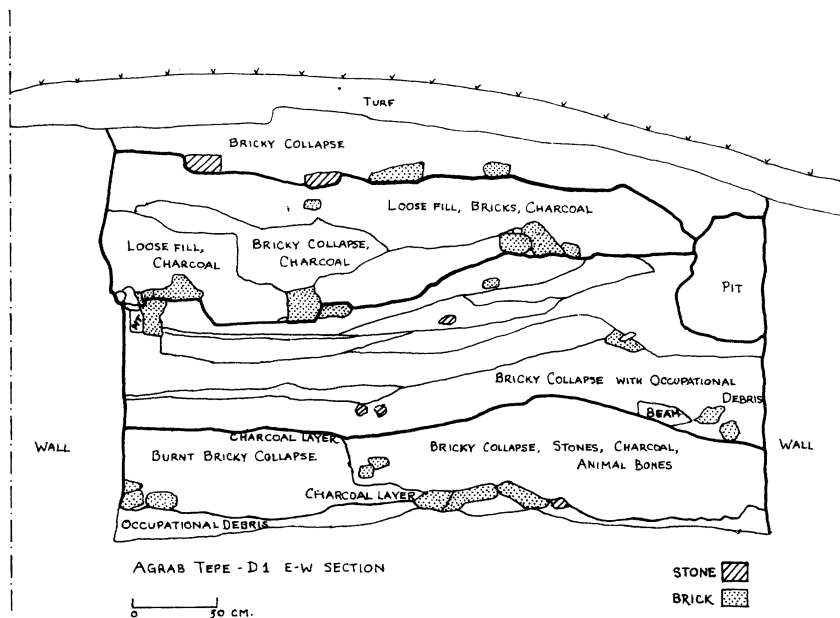 TURF
BRICKY COLLAPSE
LOOSE FILL, BRICKS, CHARCOAL
LOOSE FILL,
CHARCOAL
BRICKY COLLAPSE,
CHARCOAL
PIT
BRICKY COLLAPSE WITH OCCUPATIONAL
DEBRIS
BEAM
WALL
CHARCOAL LAYER
BURNT BRICKY COLLAPSE
BRICKY COLLAPSE, STONES, CHARCOAL,
ANIMAL BONES
WALL
CHARCOAL LAYER
OCCUPATIONAL DEBRIS
AGRAB TEPE - D1 E-W SECTION
STONE
BRICK
0 50 CM.